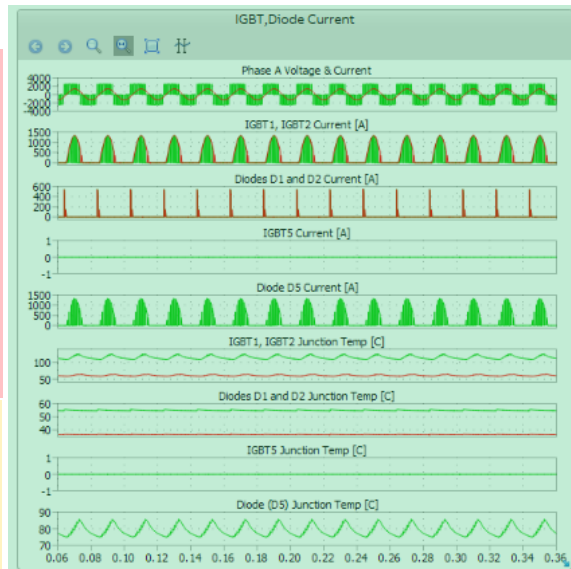 IGBT,Diode Current
Phase A Voltage & Current
4000
2000
0
-2000
-4000
IGBT1, IGBT2 Current [A]
1500
1000
500
0
Diodes D1 and D2 Current [A]
600
400
200
0
IGBT5 Current [A]
1
0
-1
Diode D5 Current [A]
1500
1000
500
0
IGBT1, IGBT2 Junction Temp [C]
100
50
Diodes D1 and D2 Junction Temp [C]
60
50
40
IGBT5 Junction Temp [C]
1
0
-1
Diode (D5) Junction Temp [C]
90
80
70
0.06 0.08 0.10 0.12 0.14 0.16 0.18 0.20 0.22 0.24 0.26 0.28 0.30 0.32 0.34 0.36